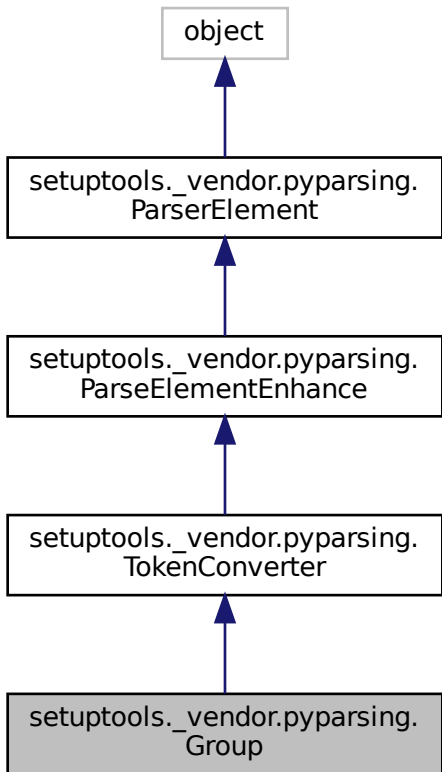 object
setuptools._vendor.pyparsing.
ParserElement
setuptools._vendor.pyparsing.
ParseElementEnhance
setuptools._vendor.pyparsing.
TokenConverter
setuptools._vendor.pyparsing.
Group